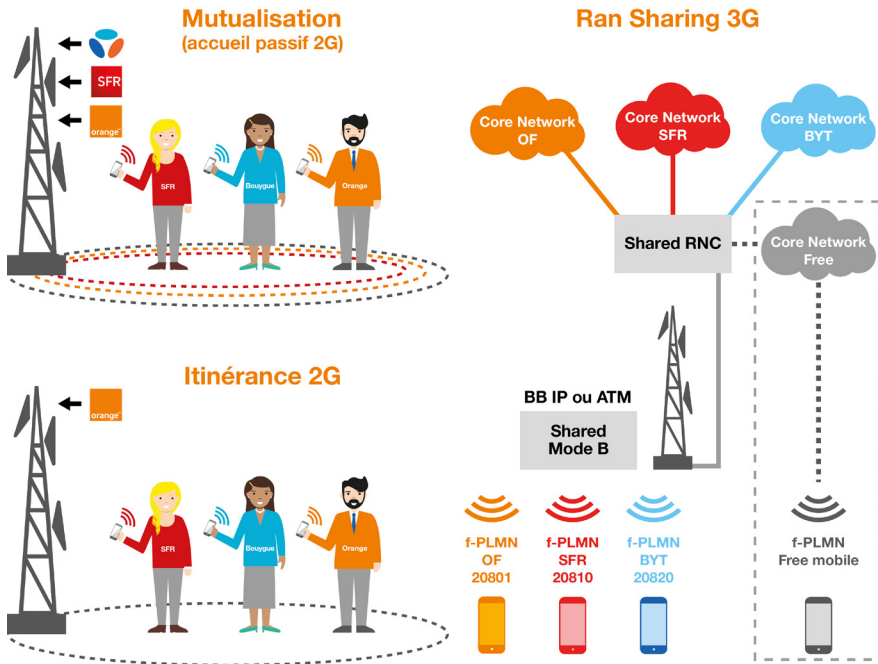 Mutualisation
(accueil passif 2G)
SFR
orange
SFR
Bouygue
Orange
Itinérance 2G
orange
SFR
Bouygue
Orange
Ran Sharing 3G
Core Network
OF
Core Network
SFR
Core Network
BYT
Shared RNC
Core Network
Free
BB IP ou ATM
Shared
Mode B
f-PLMN
OF
20801
f-PLMN
SFR
20810
f-PLMN
BYT
20820
f-PLMN
Free mobile